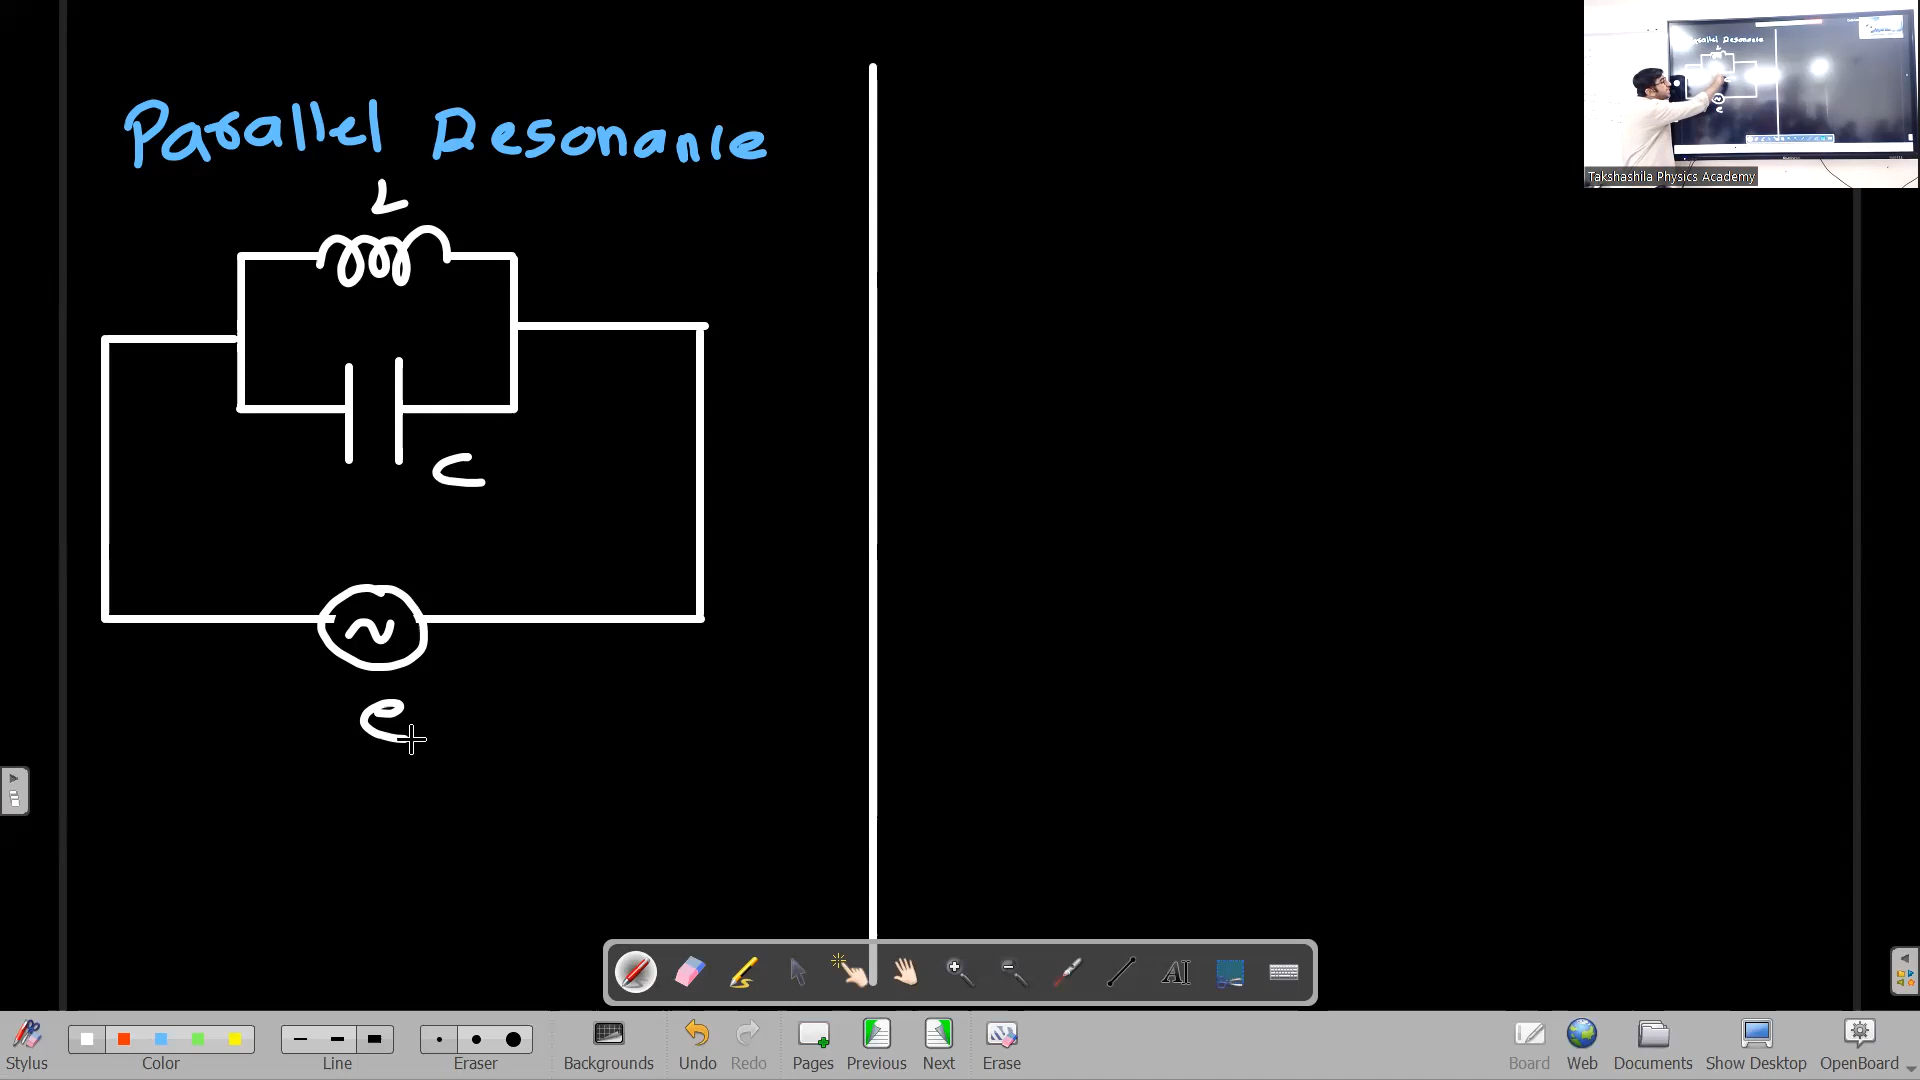 Parallel Resonance
L
C
e
Takshashila Physics Academy
Stylus
Color
Line
Eraser
Backgrounds
Undo
Redo
Pages
Previous
Next
Erase
Board
Web
Documents
Show Desktop
OpenBoard